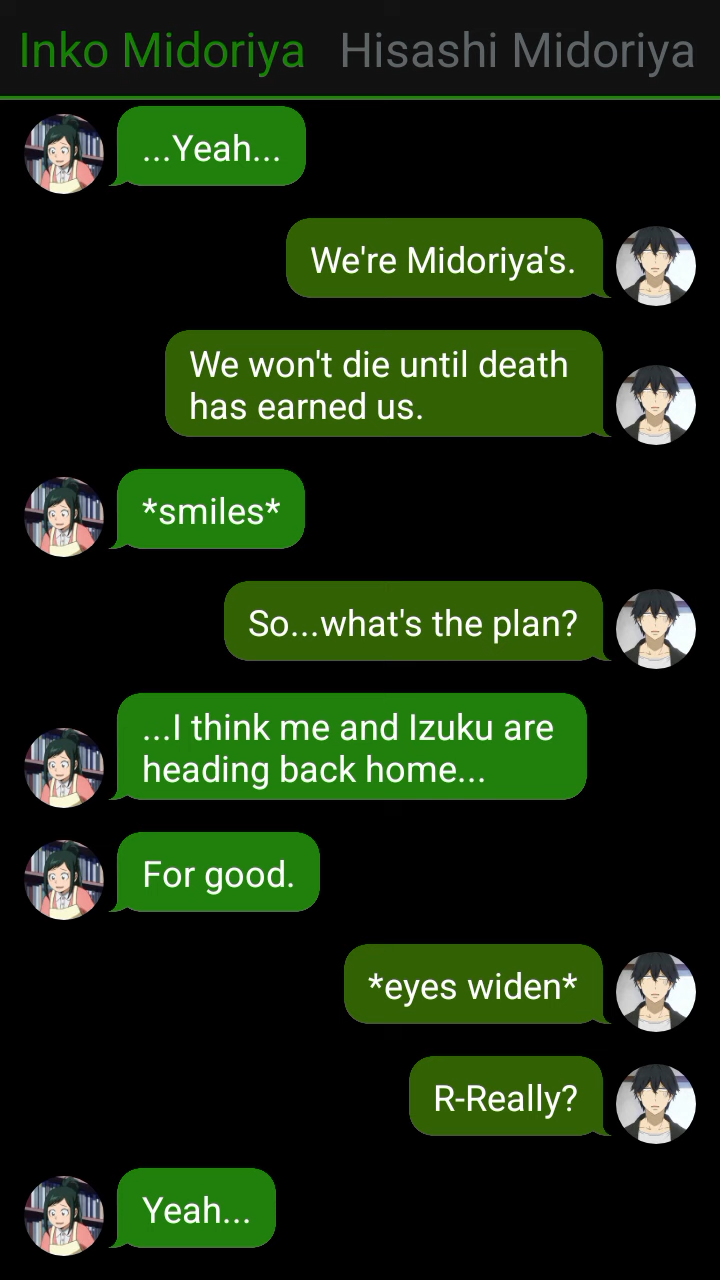 Inko Midoriya Hisashi Midoriya
...Yeah...
We're Midoriya's.
We won't die until death
has earned us.
*smiles*
So...what's the plan?
...I think me and Izuku are
heading back home...
For good.
*eyes widen*
R-Really?
Yeah...